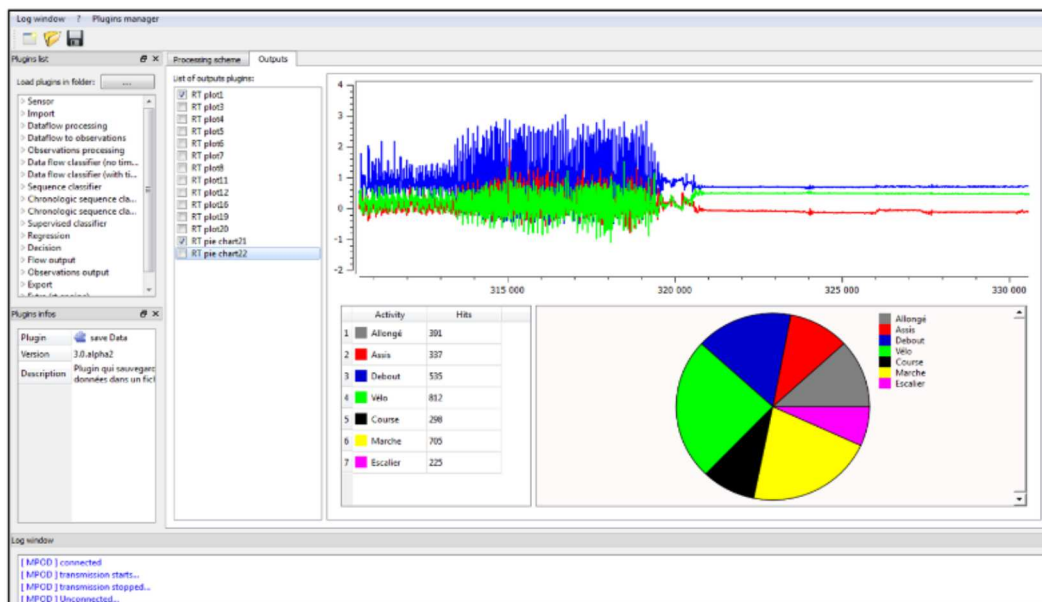 Log window ? Plugins manager
Plugins list
Processing scheme Outputs
Load plugins in folder: ...
Sensor
Import
Dataflow processing
Dataflow to observations
Observations processing
Data flow classifier (no tim...
Data flow classifier (with ti...
Sequence classifier
Chronologic sequence cla...
Chronologic sequence cla...
Supervised classifier
Regression
Decision
Flow output
Observations output
Export
List of outputs plugins:
RT plot1
RT plot3
RT plot4
RT plot5
RT plot6
RT plot7
RT plot8
RT plot11
RT plot12
RT plot16
RT plot19
RT plot20
RT pie chart21
RT pie chart22
4
3
2
1
0
-1
-2
315 000 320 000 325 000 330 000
Plugins infos
Plugin save Data
Version 3.0.alpha2
Description Plugin qui sauvegard
données dans un fich
Activity Hits
1 Allongé 391
2 Assis 337
3 Debout 535
4 Vélo 812
5 Course 298
6 Marche 705
7 Escalier 225
Allongé
Assis
Debout
Vélo
Course
Marche
Escalier
Log window
[ MPOD ] connected
[ MPOD ] transmission starts...
[ MPOD ] transmission stopped...
[ MPOD ] Unconnected...